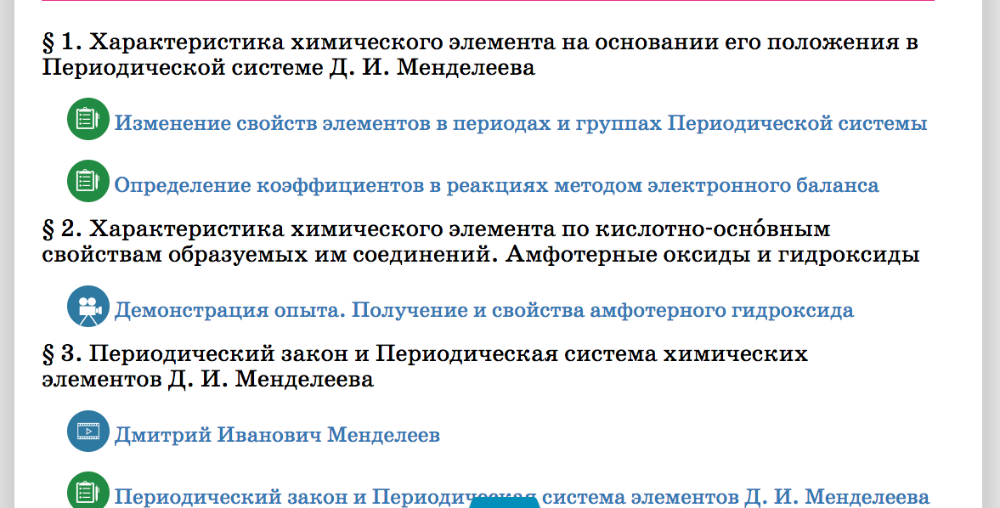 § 1. Характеристика химического элемента на основании его положения в
Периодической системе Д. И. Менделеева
Изменение свойств элементов в периодах и группах Периодической системы
Определение коэффициентов в реакциях методом электронного баланса
§ 2. Характеристика химического элемента по кислотно-осно́вным
свойствам образуемых им соединений. Амфотерные оксиды и гидроксиды
Демонстрация опыта. Получение и свойства амфотерного гидроксида
§ 3. Периодический закон и Периодическая система химических
элементов Д. И. Менделеева
Дмитрий Иванович Менделеев
Периодический закон и Периодическая система элементов Д. И. Менделеева